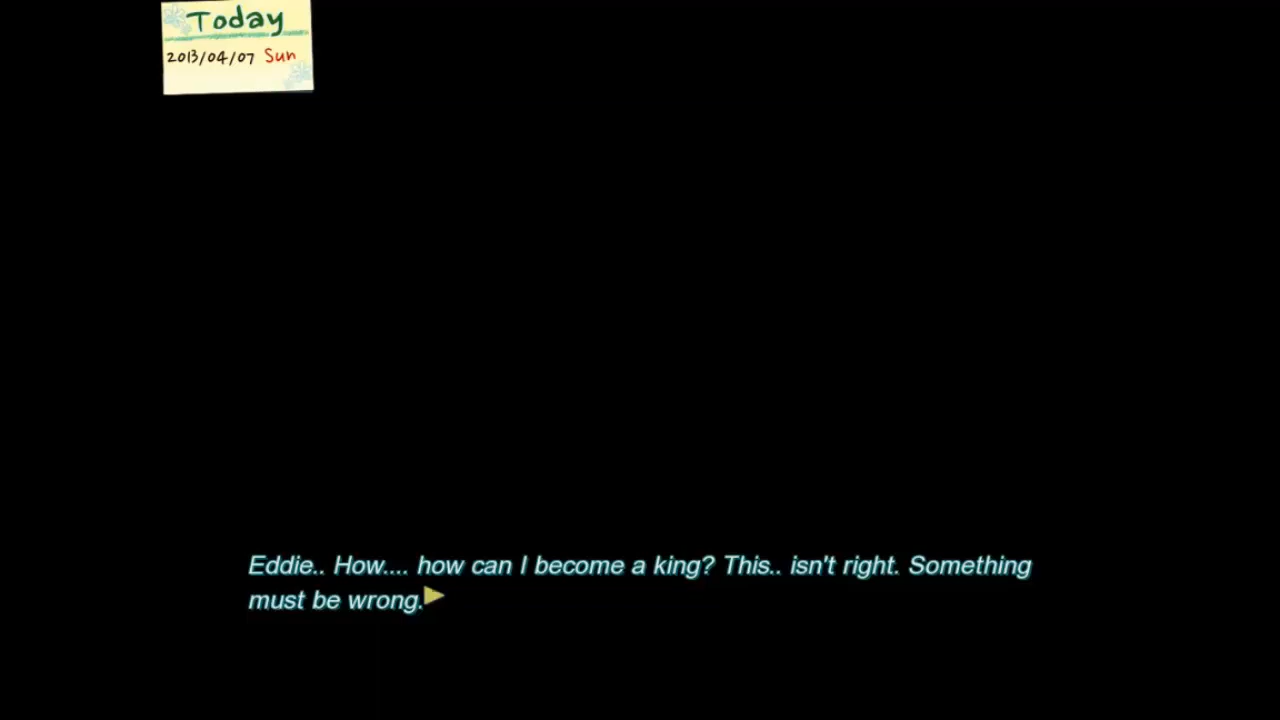 Today
2013/04/07 Sun
Eddie.. How.... how can I become a king? This.. isn't right. Something
must be wrong.